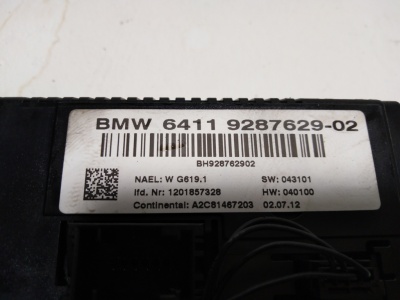 BMW 6411 9287629-02
BH928762902
NAEL: W G619.1 SW: 043101
lfd. Nr: 1201857328 HW: 040100
Continental: A2C81467203 02.07.12